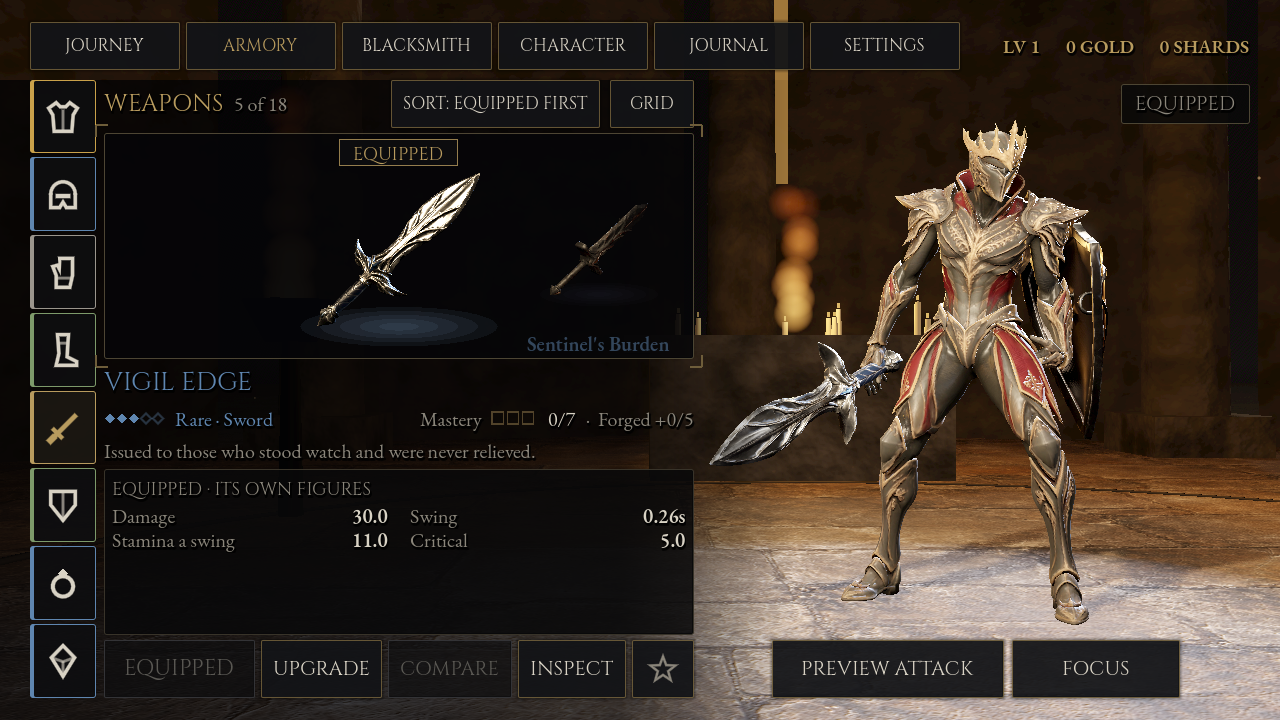 JOURNEY ARMORY BLACKSMITH CHARACTER JOURNAL SETTINGS LV 1 0 GOLD 0 SHARDS
WEAPONS 5 of 18 SORT: EQUIPPED FIRST GRID EQUIPPED
EQUIPPED
Sentinel's Burden
VIGIL EDGE
Rare · Sword Mastery 0/7 · Forged +0/5
Issued to those who stood watch and were never relieved.
EQUIPPED · ITS OWN FIGURES
Damage 30.0 Swing 0.26s
Stamina a swing 11.0 Critical 5.0
EQUIPPED UPGRADE COMPARE INSPECT PREVIEW ATTACK FOCUS